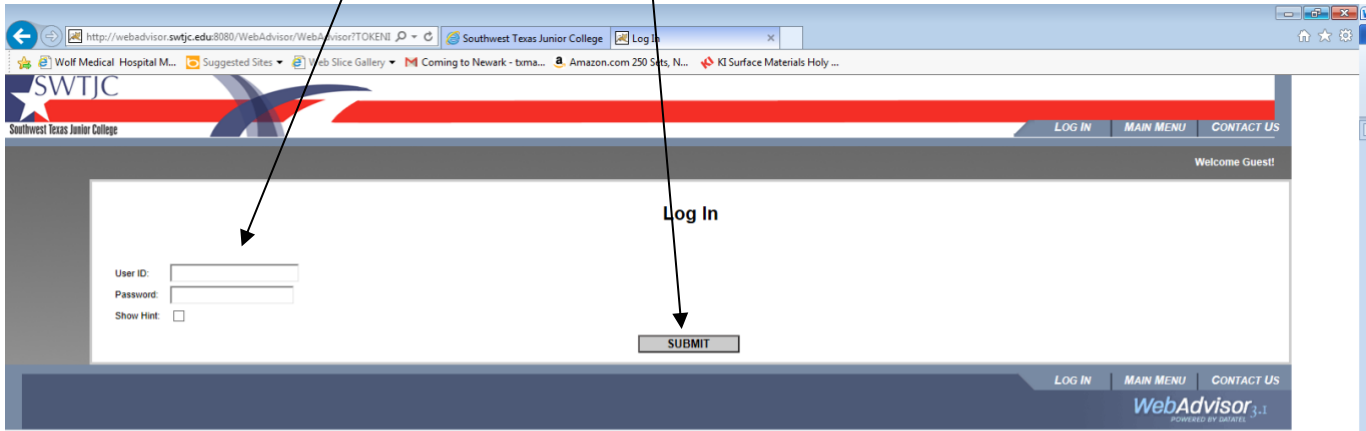 http://webadvisor.swtjc.edu:8080/WebAdvisor/WebAdvisor?TOKENI
Southwest Texas Junior College
Log In
Wolf Medical Hospital M...
Suggested Sites
Web Slice Gallery
Coming to Newark - txma...
Amazon.com 250 Sets, N...
KI Surface Materials Holy ...
SWTJC
Southwest Texas Junior College
LOG IN MAIN MENU CONTACT US
Welcome Guest!
Log In
User ID:
Password:
Show Hint:
SUBMIT
LOG IN MAIN MENU CONTACT US
WebAdvisor 3.1
POWERED BY DATATEL